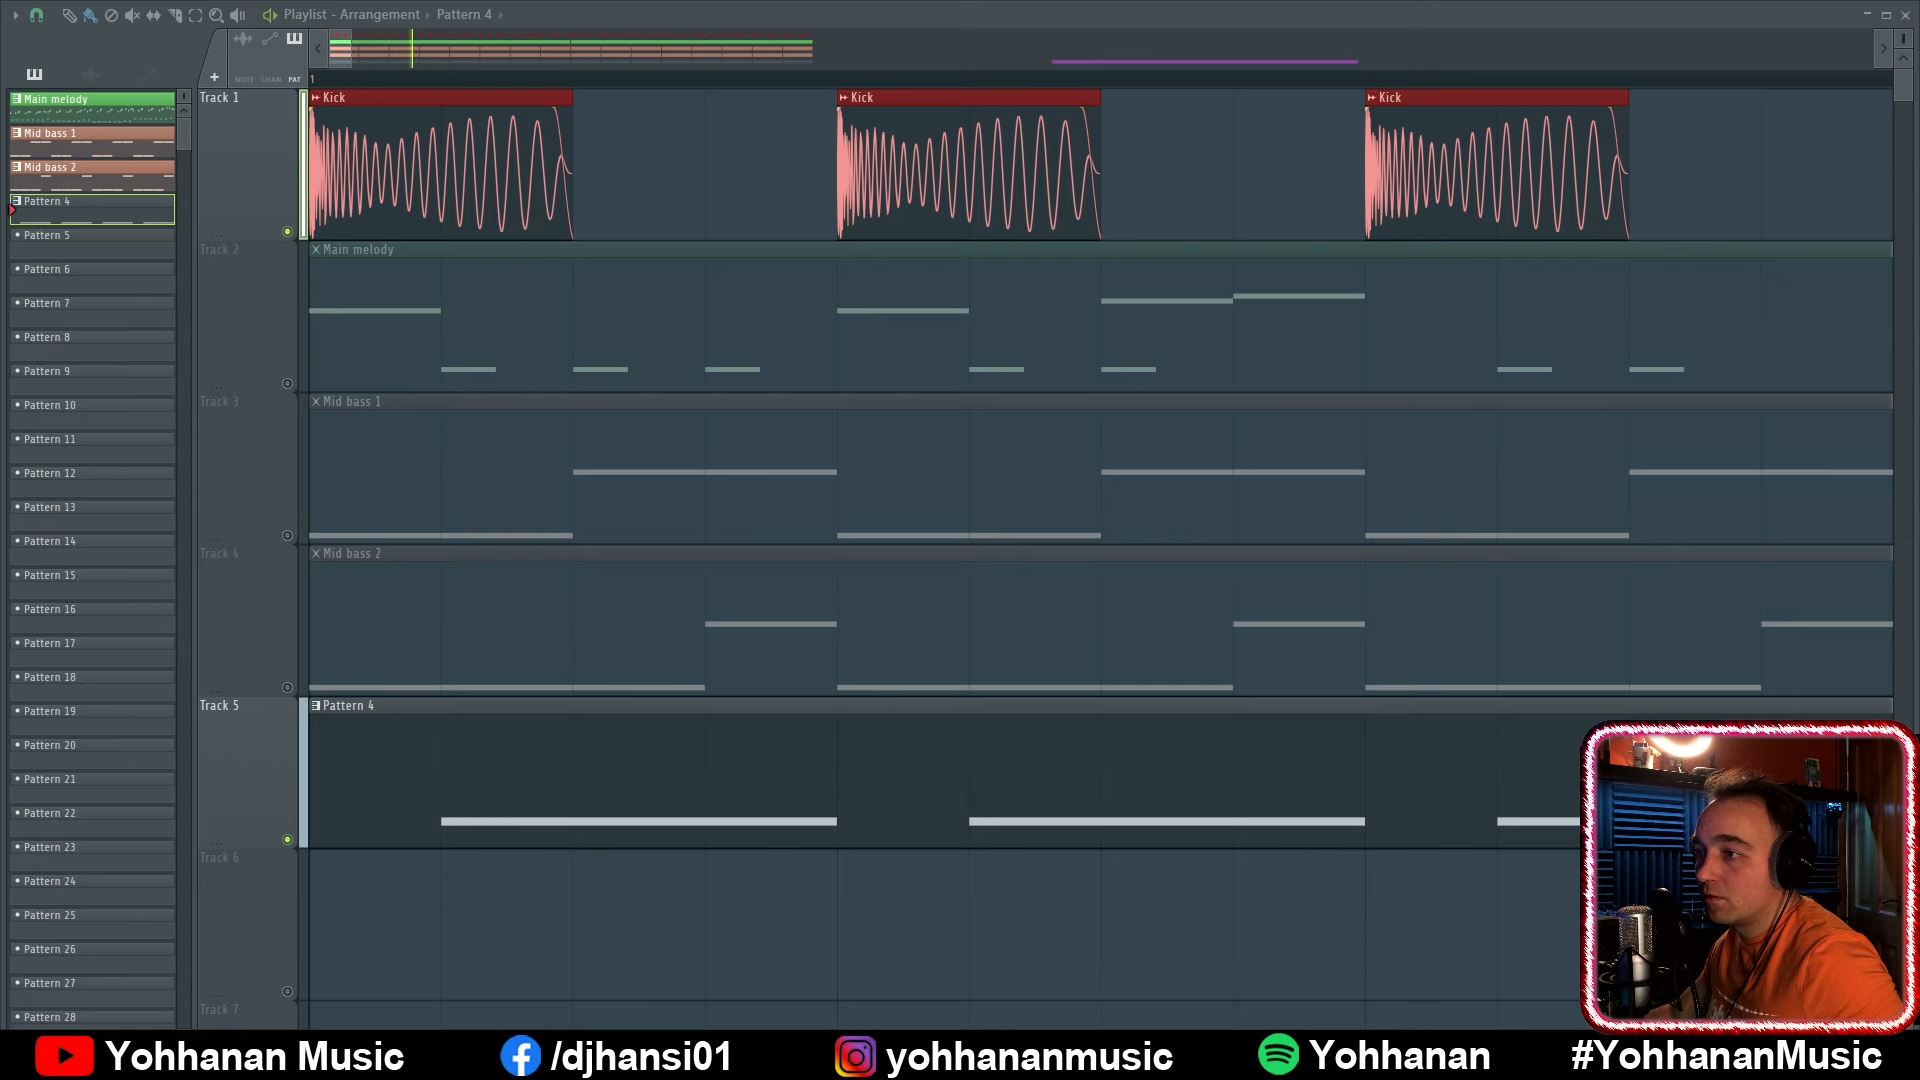 Playlist - Arrangement › Pattern 4 ›
NOTE CHAN PAT
1
Main melody
Mid bass 1
Mid bass 2
Pattern 4
Pattern 5
Pattern 6
Pattern 7
Pattern 8
Pattern 9
Pattern 10
Pattern 11
Pattern 12
Pattern 13
Pattern 14
Pattern 15
Pattern 16
Pattern 17
Pattern 18
Pattern 19
Pattern 20
Pattern 21
Pattern 22
Pattern 23
Pattern 24
Pattern 25
Pattern 26
Pattern 27
Pattern 28
Track 1
Kick
Kick
Kick
Track 2
Main melody
Track 3
Mid bass 1
Track 4
Mid bass 2
Track 5
Pattern 4
Track 6
Track 7
Yohhanan Music
/djhansi01
yohhananmusic
Yohhanan
#YohhananMusic